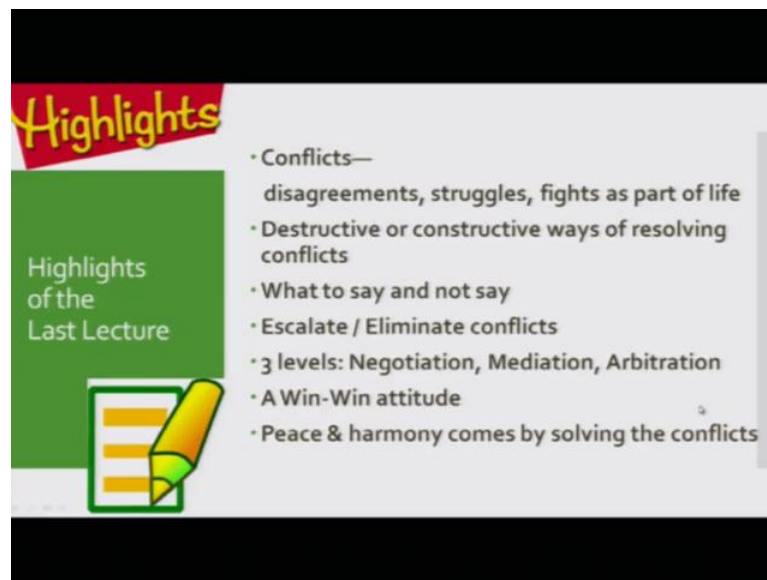 Highlights
Highlights
of the
Last Lecture
• Conflicts—
disagreements, struggles, fights as part of life
• Destructive or constructive ways of resolving
conflicts
• What to say and not say
• Escalate / Eliminate conflicts
• 3 levels: Negotiation, Mediation, Arbitration
• A Win-Win attitude
• Peace & harmony comes by solving the conflicts